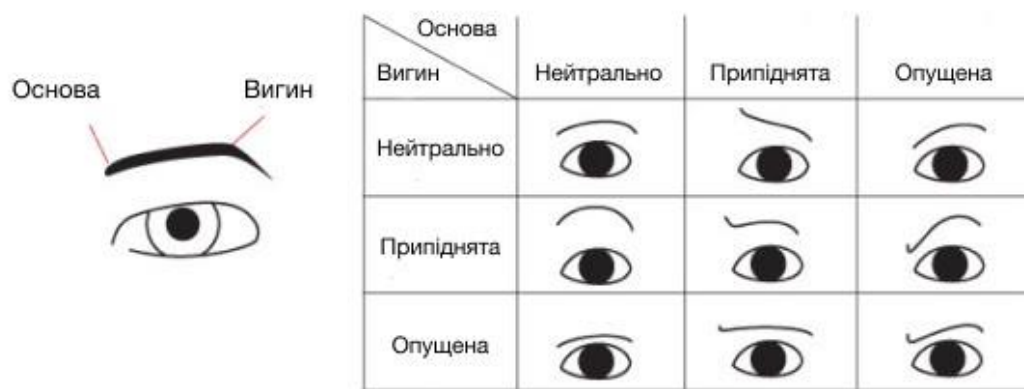 Основа
Вигин
Основа
Вигин
Нейтрально
Припіднята
Опущена
Нейтрально
Припіднята
Опущена